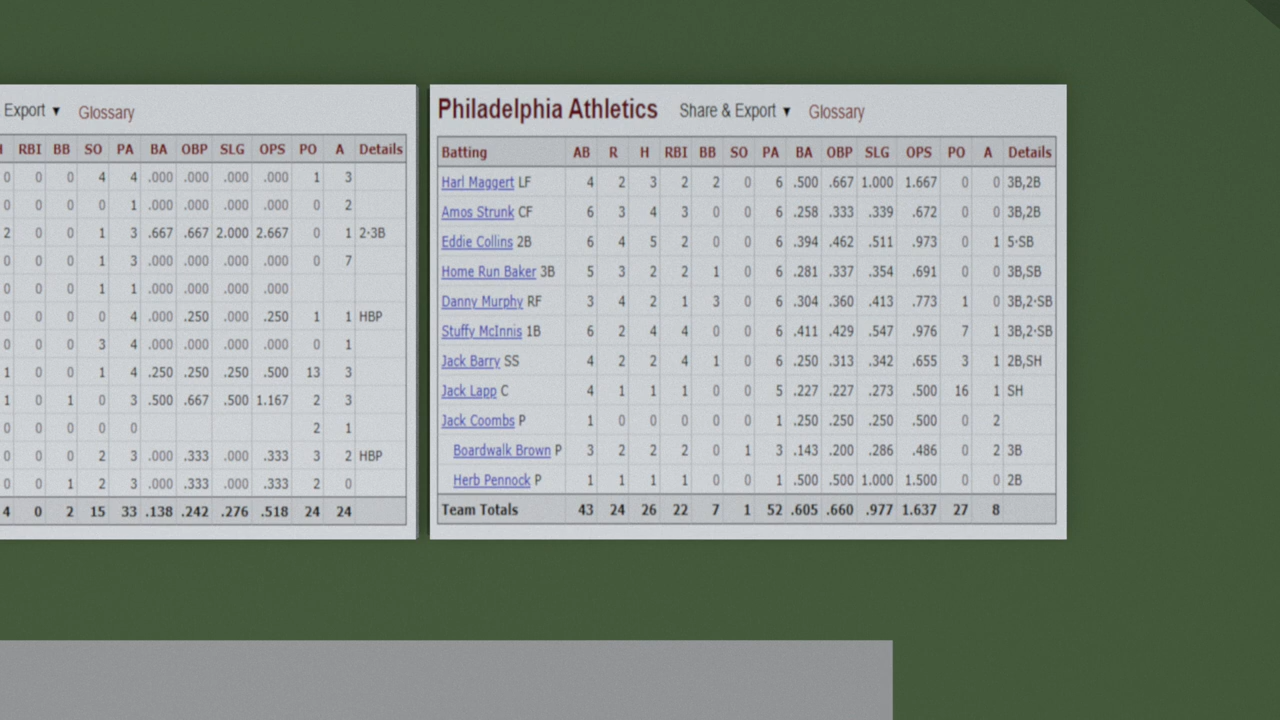 Export ▼ Glossary
RBI BB SO PA BA OBP SLG OPS PO A Details
0 0 0 4 4 .000 .000 .000 .000 1 3
0 0 0 0 1 .000 .000 .000 .000 0 2
2 0 0 1 3 .667 .667 2.000 2.667 0 1 2·3B
0 0 0 1 3 .000 .000 .000 .000 0 7
0 0 0 1 1 .000 .000 .000 .000
0 0 0 4 .000 .250 .000 .250 1 1 HBP
0 0 0 3 4 .000 .000 .000 .000 0 1
1 0 0 1 4 .250 .250 .250 .500 13 3
1 0 1 0 3 .500 .667 .500 1.167 2 3
0 0 0 0 0 2 1
0 0 0 2 3 .000 .333 .000 .333 3 2 HBP
0 0 1 2 3 .000 .333 .000 .333 2 0
4 0 2 15 33 .138 .242 .276 .518 24 24
Philadelphia Athletics Share & Export ▼ Glossary
Batting AB R H RBI BB SO PA BA OBP SLG OPS PO A Details
Harl Maggert LF 4 2 3 2 2 0 6 .500 .667 1.000 1.667 0 0 3B,2B
Amos Strunk CF 6 3 4 3 0 0 6 .258 .333 .339 .672 0 0 3B,2B
Eddie Collins 2B 6 4 5 2 0 0 6 .394 .462 .511 .973 0 1 5·SB
Home Run Baker 3B 5 3 2 2 1 0 6 .281 .337 .354 .691 0 0 3B,SB
Danny Murphy RF 3 4 2 1 3 0 6 .304 .360 .413 .773 1 0 3B,2·SB
Stuffy McInnis 1B 6 2 4 4 0 0 6 .411 .429 .547 .976 7 1 3B,2·SB
Jack Barry SS 4 2 2 4 1 0 6 .250 .313 .342 .655 3 1 2B,SH
Jack Lapp C 4 1 1 1 0 0 5 .227 .227 .273 .500 16 1 SH
Jack Coombs P 1 0 0 0 0 0 1 .250 .250 .250 .500 0 2
Boardwalk Brown P 3 2 2 2 0 1 3 .143 .200 .286 .486 0 2 3B
Herb Pennock P 1 1 1 1 0 0 1 .500 .500 1.000 1.500 0 0 2B
Team Totals 43 24 26 22 7 1 52 .605 .660 .977 1.637 27 8